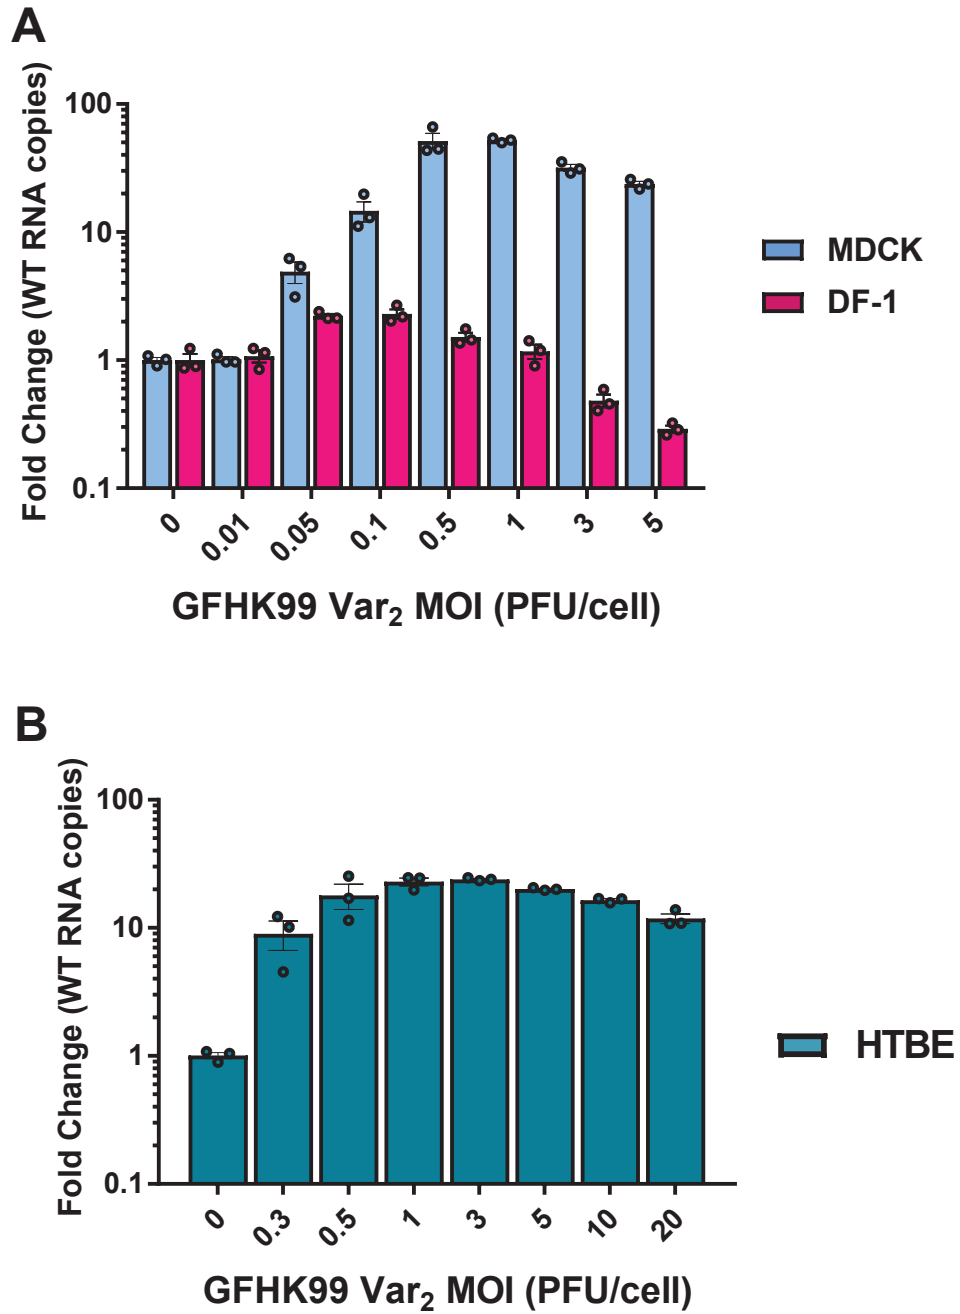 A
Fold Change (WT RNA copies)
100
10
1
0.1
0
0.01
0.05
0.1
0.5
1
3
5
GFHK99 Var₂ MOI (PFU/cell)
MDCK
DF-1
B
Fold Change (WT RNA copies)
100
10
1
0.1
0
0.3
0.5
1
3
5
10
20
GFHK99 Var₂ MOI (PFU/cell)
HTBE